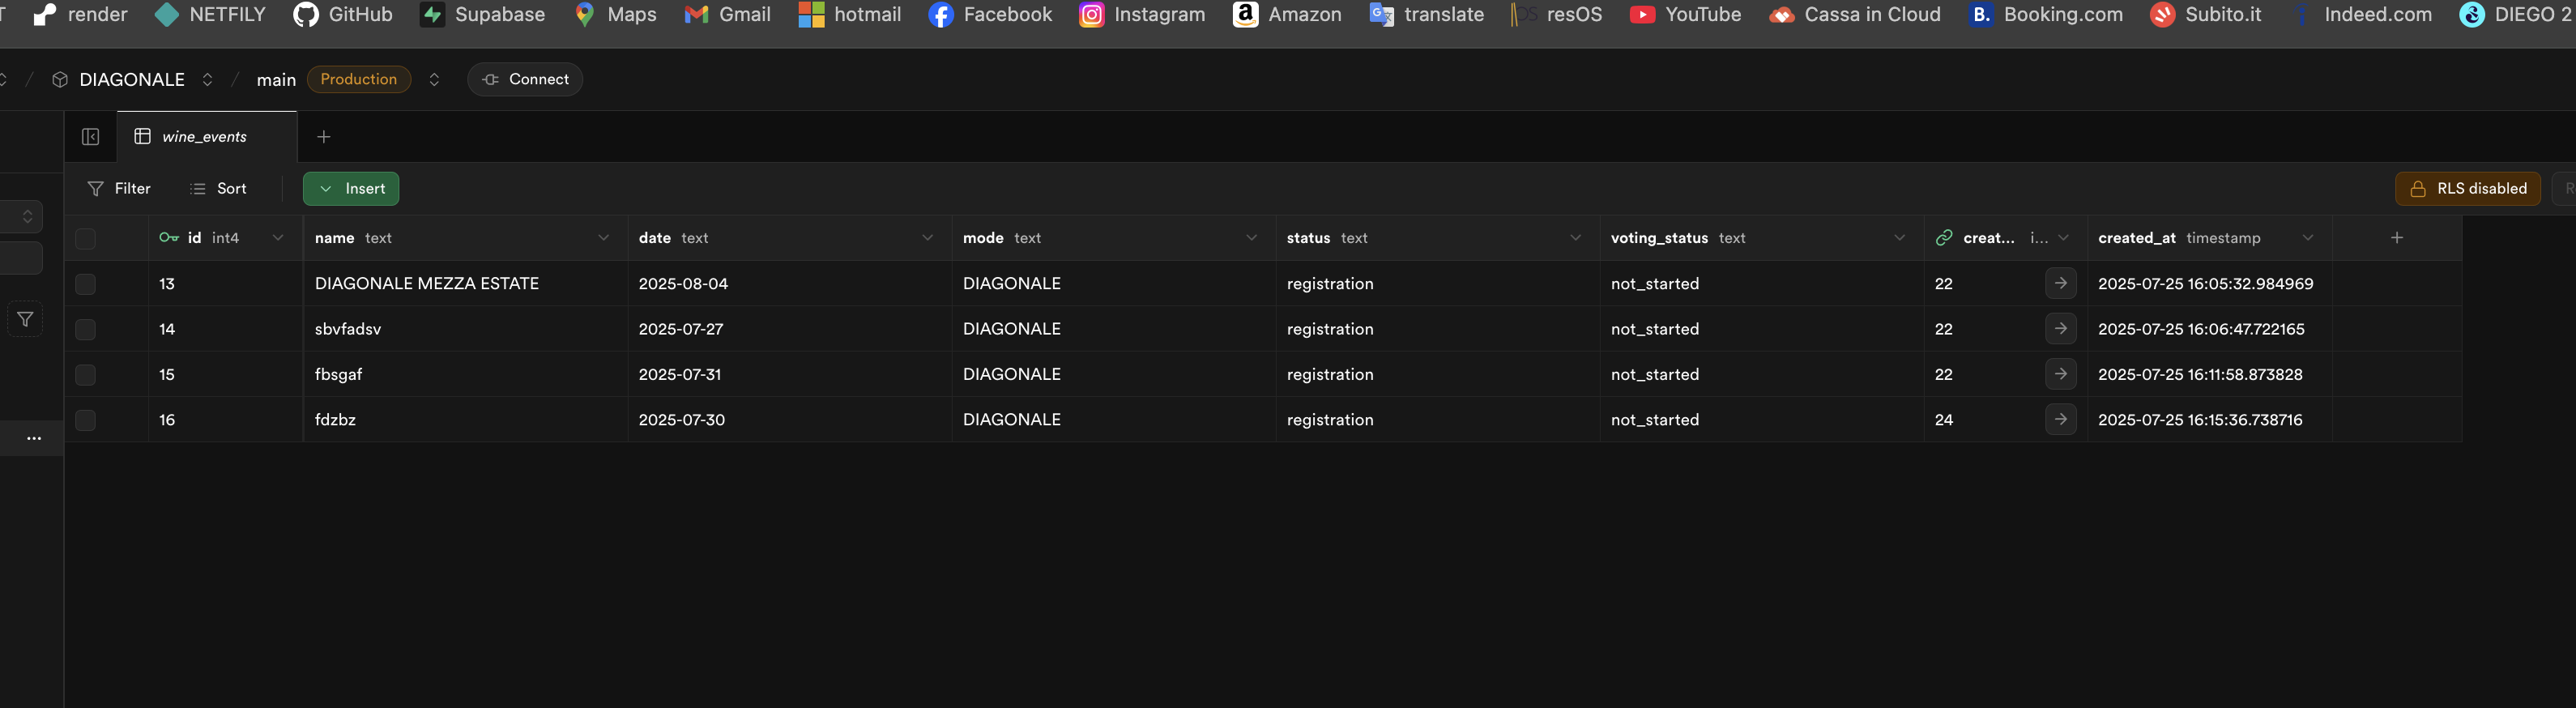 T render NETFILY GitHub Supabase Maps Gmail hotmail Facebook Instagram Amazon translate resOS YouTube Cassa in Cloud Booking.com Subito.it Indeed.com DIEGO 2
/ DIAGONALE / main Production Connect
wine_events +
Filter Sort Insert RLS disabled R
id int4 name text date text mode text status text voting_status text creat... i... created_at timestamp +
13 DIAGONALE MEZZA ESTATE 2025-08-04 DIAGONALE registration not_started 22 2025-07-25 16:05:32.984969
14 sbvfadsv 2025-07-27 DIAGONALE registration not_started 22 2025-07-25 16:06:47.722165
15 fbsgaf 2025-07-31 DIAGONALE registration not_started 22 2025-07-25 16:11:58.873828
16 fdzbz 2025-07-30 DIAGONALE registration not_started 24 2025-07-25 16:15:36.738716